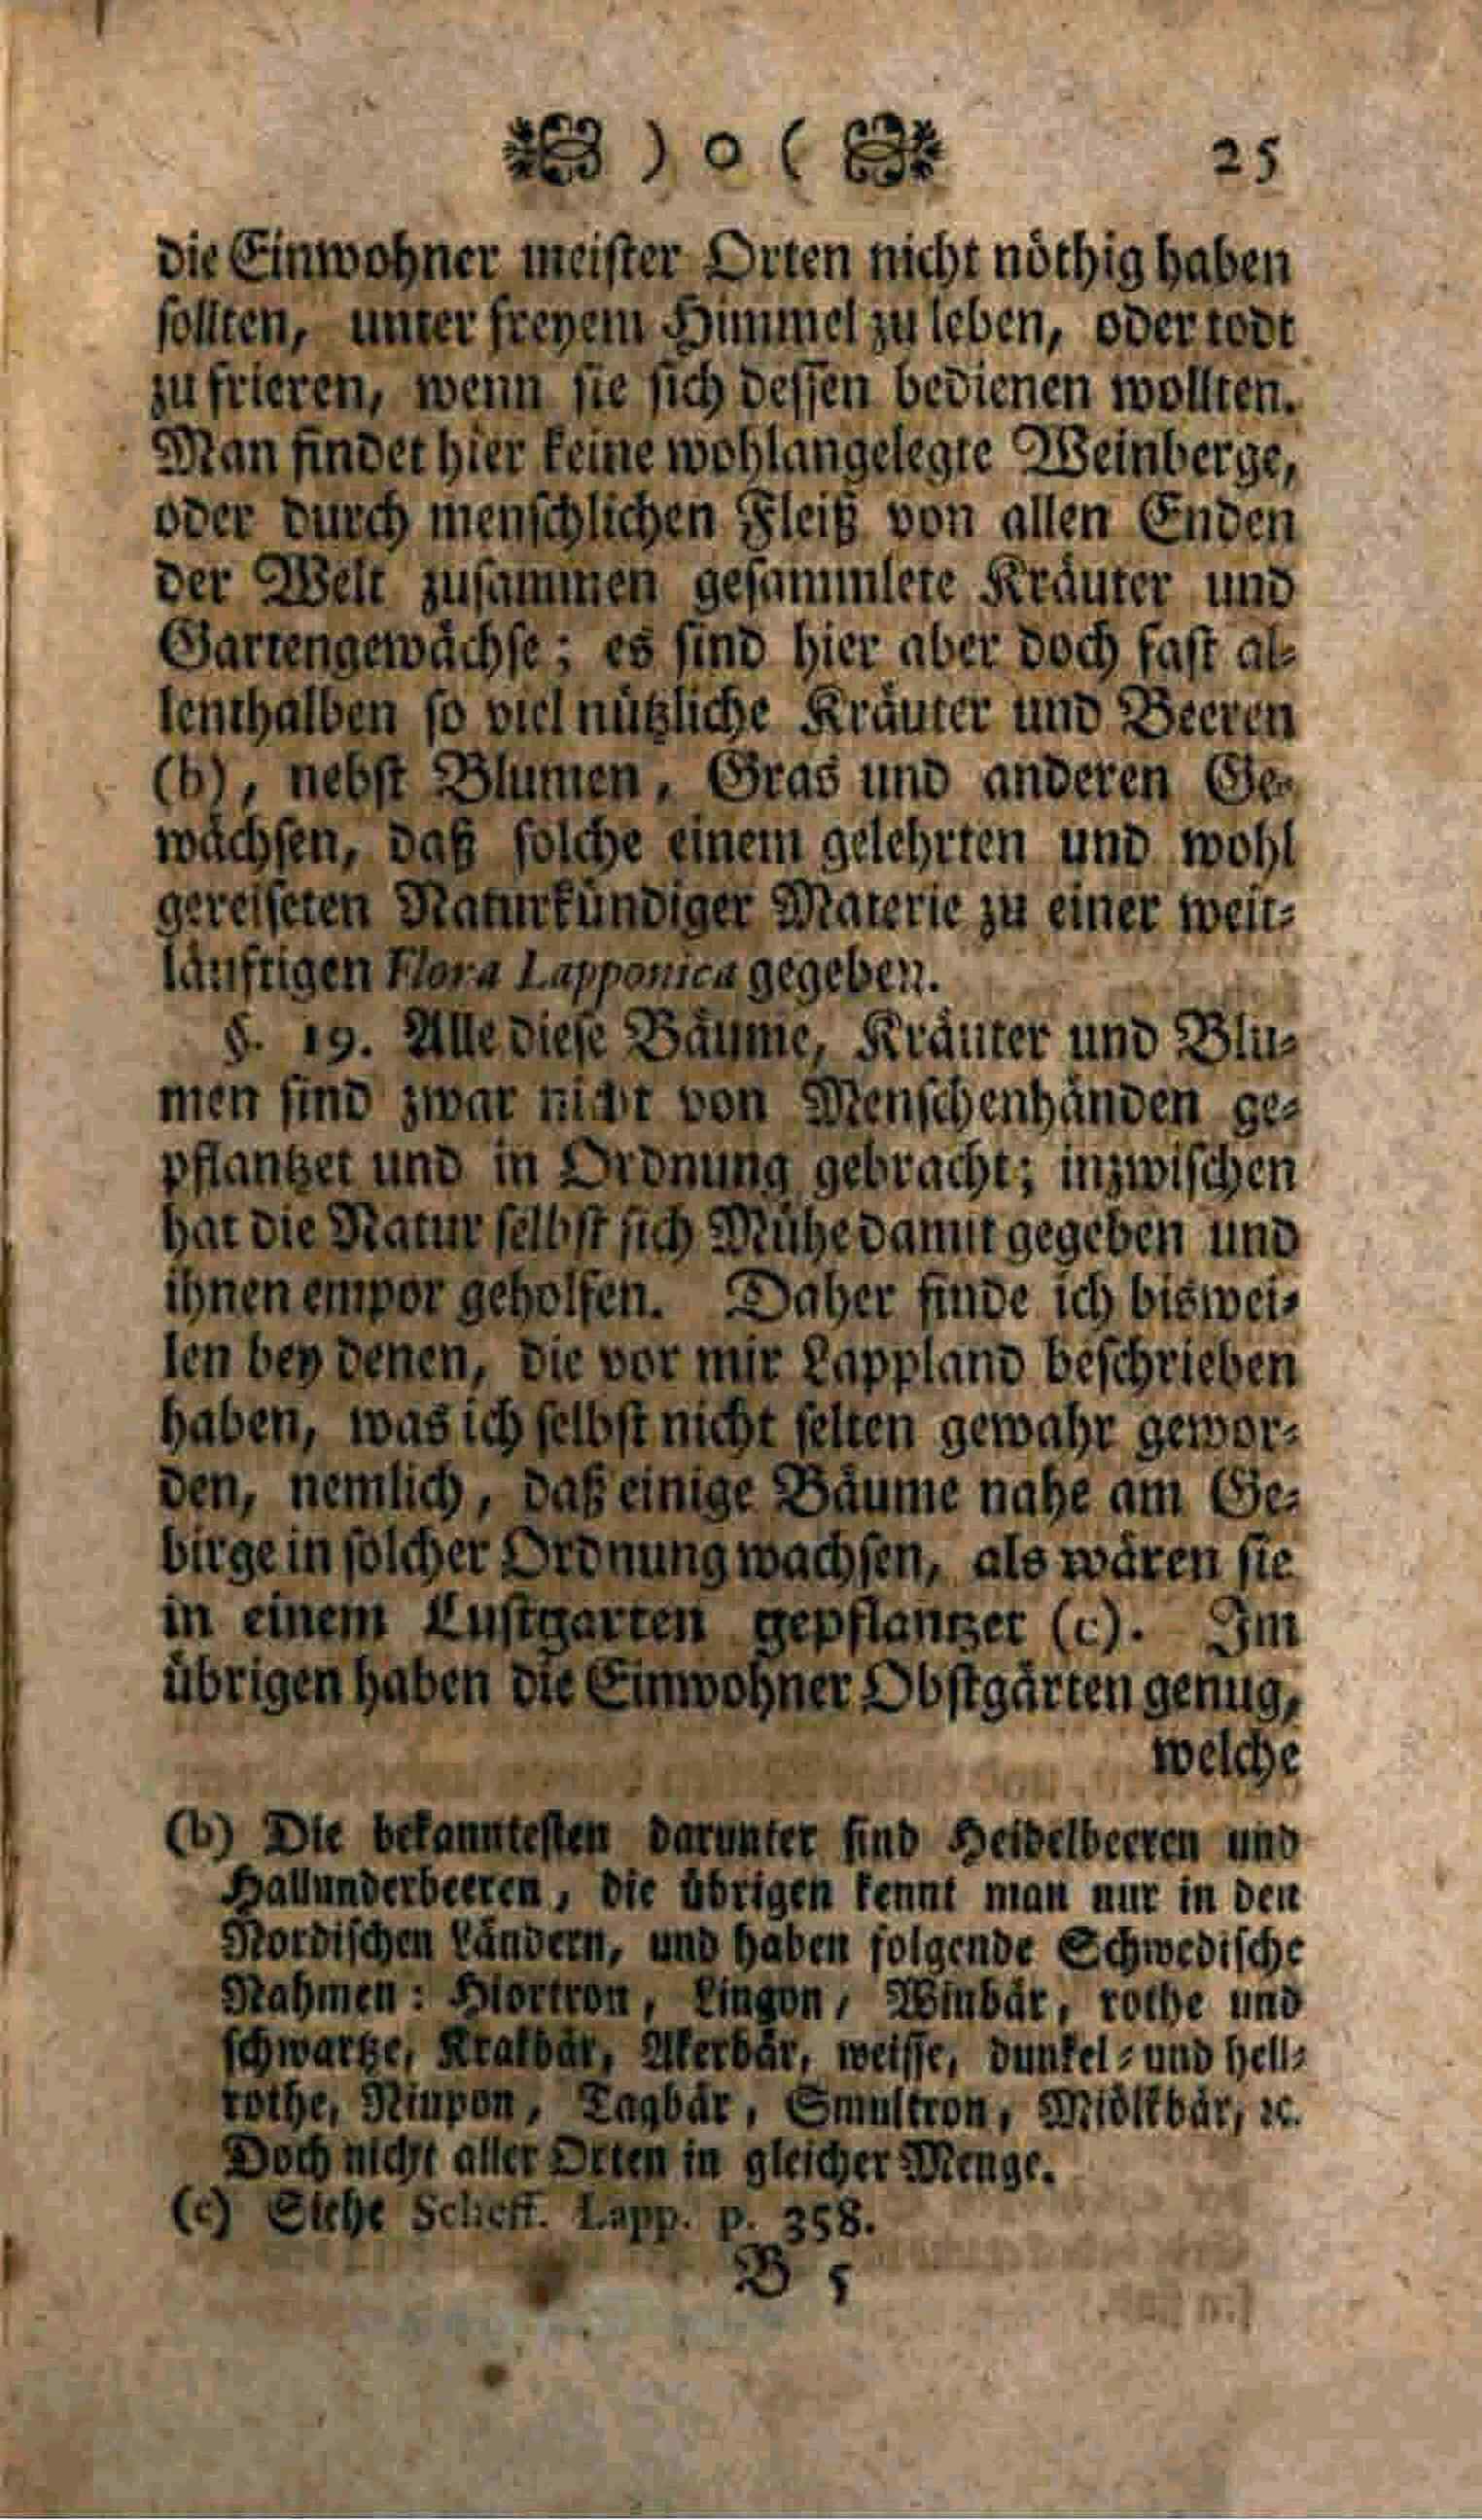 ) o ( 25
die Einwohner meister Orten nicht nöthig haben
sollten, unter freyem Himmel zu leben, oder todt
zu frieren, wenn sie sich dessen bedienen wollten.
Man findet hier keine wohlangelegte Weinberge,
oder durch menschlichen Fleiß von allen Enden
der Welt zusammen gesammlete Kräuter und
Gartengewächse; es sind hier aber doch fast al-
lenthalben so viel nützliche Kräuter und Beeren
(b), nebst Blumen, Gras und anderen Ge-
wächsen, daß solche einem gelehrten und wohl
gereiseten Naturkündiger Materie zu einer weit-
läuftigen Flora Lapponica gegeben.
§. 19. Alle diese Bäume, Kräuter und Blu-
men sind zwar nicht von Menschenhänden ge-
pflantzet und in Ordnung gebracht; inzwischen
hat die Natur selbst sich Mühe damit gegeben und
ihnen empor geholfen. Daher finde ich biswei-
len bey denen, die vor mir Lappland beschrieben
haben, was ich selbst nicht selten gewahr gewor-
den, nemlich, daß einige Bäume nahe am Ge-
birge in solcher Ordnung wachsen, als wären sie
in einem Lustgarten gepflantzet (c). Im
übrigen haben die Einwohner Obstgärten genug,
welche
(b) Die bekanntesten darunter sind Heidelbeeren und
Hallunderbeeren, die übrigen kennt man nur in den
Nordischen Ländern, und haben folgende Schwedische
Nahmen: Hiortron, Lingon, Winbär, rothe und
schwartze, Krakbär, Akerbär, weisse, dunkel- und hell-
rothe, Niupon, Tagbär, Smultron, Miölkbär, ꝛc.
Doch nicht aller Orten in gleicher Menge.
(c) Siehe Scheff. Lapp. p. 358.
B 5